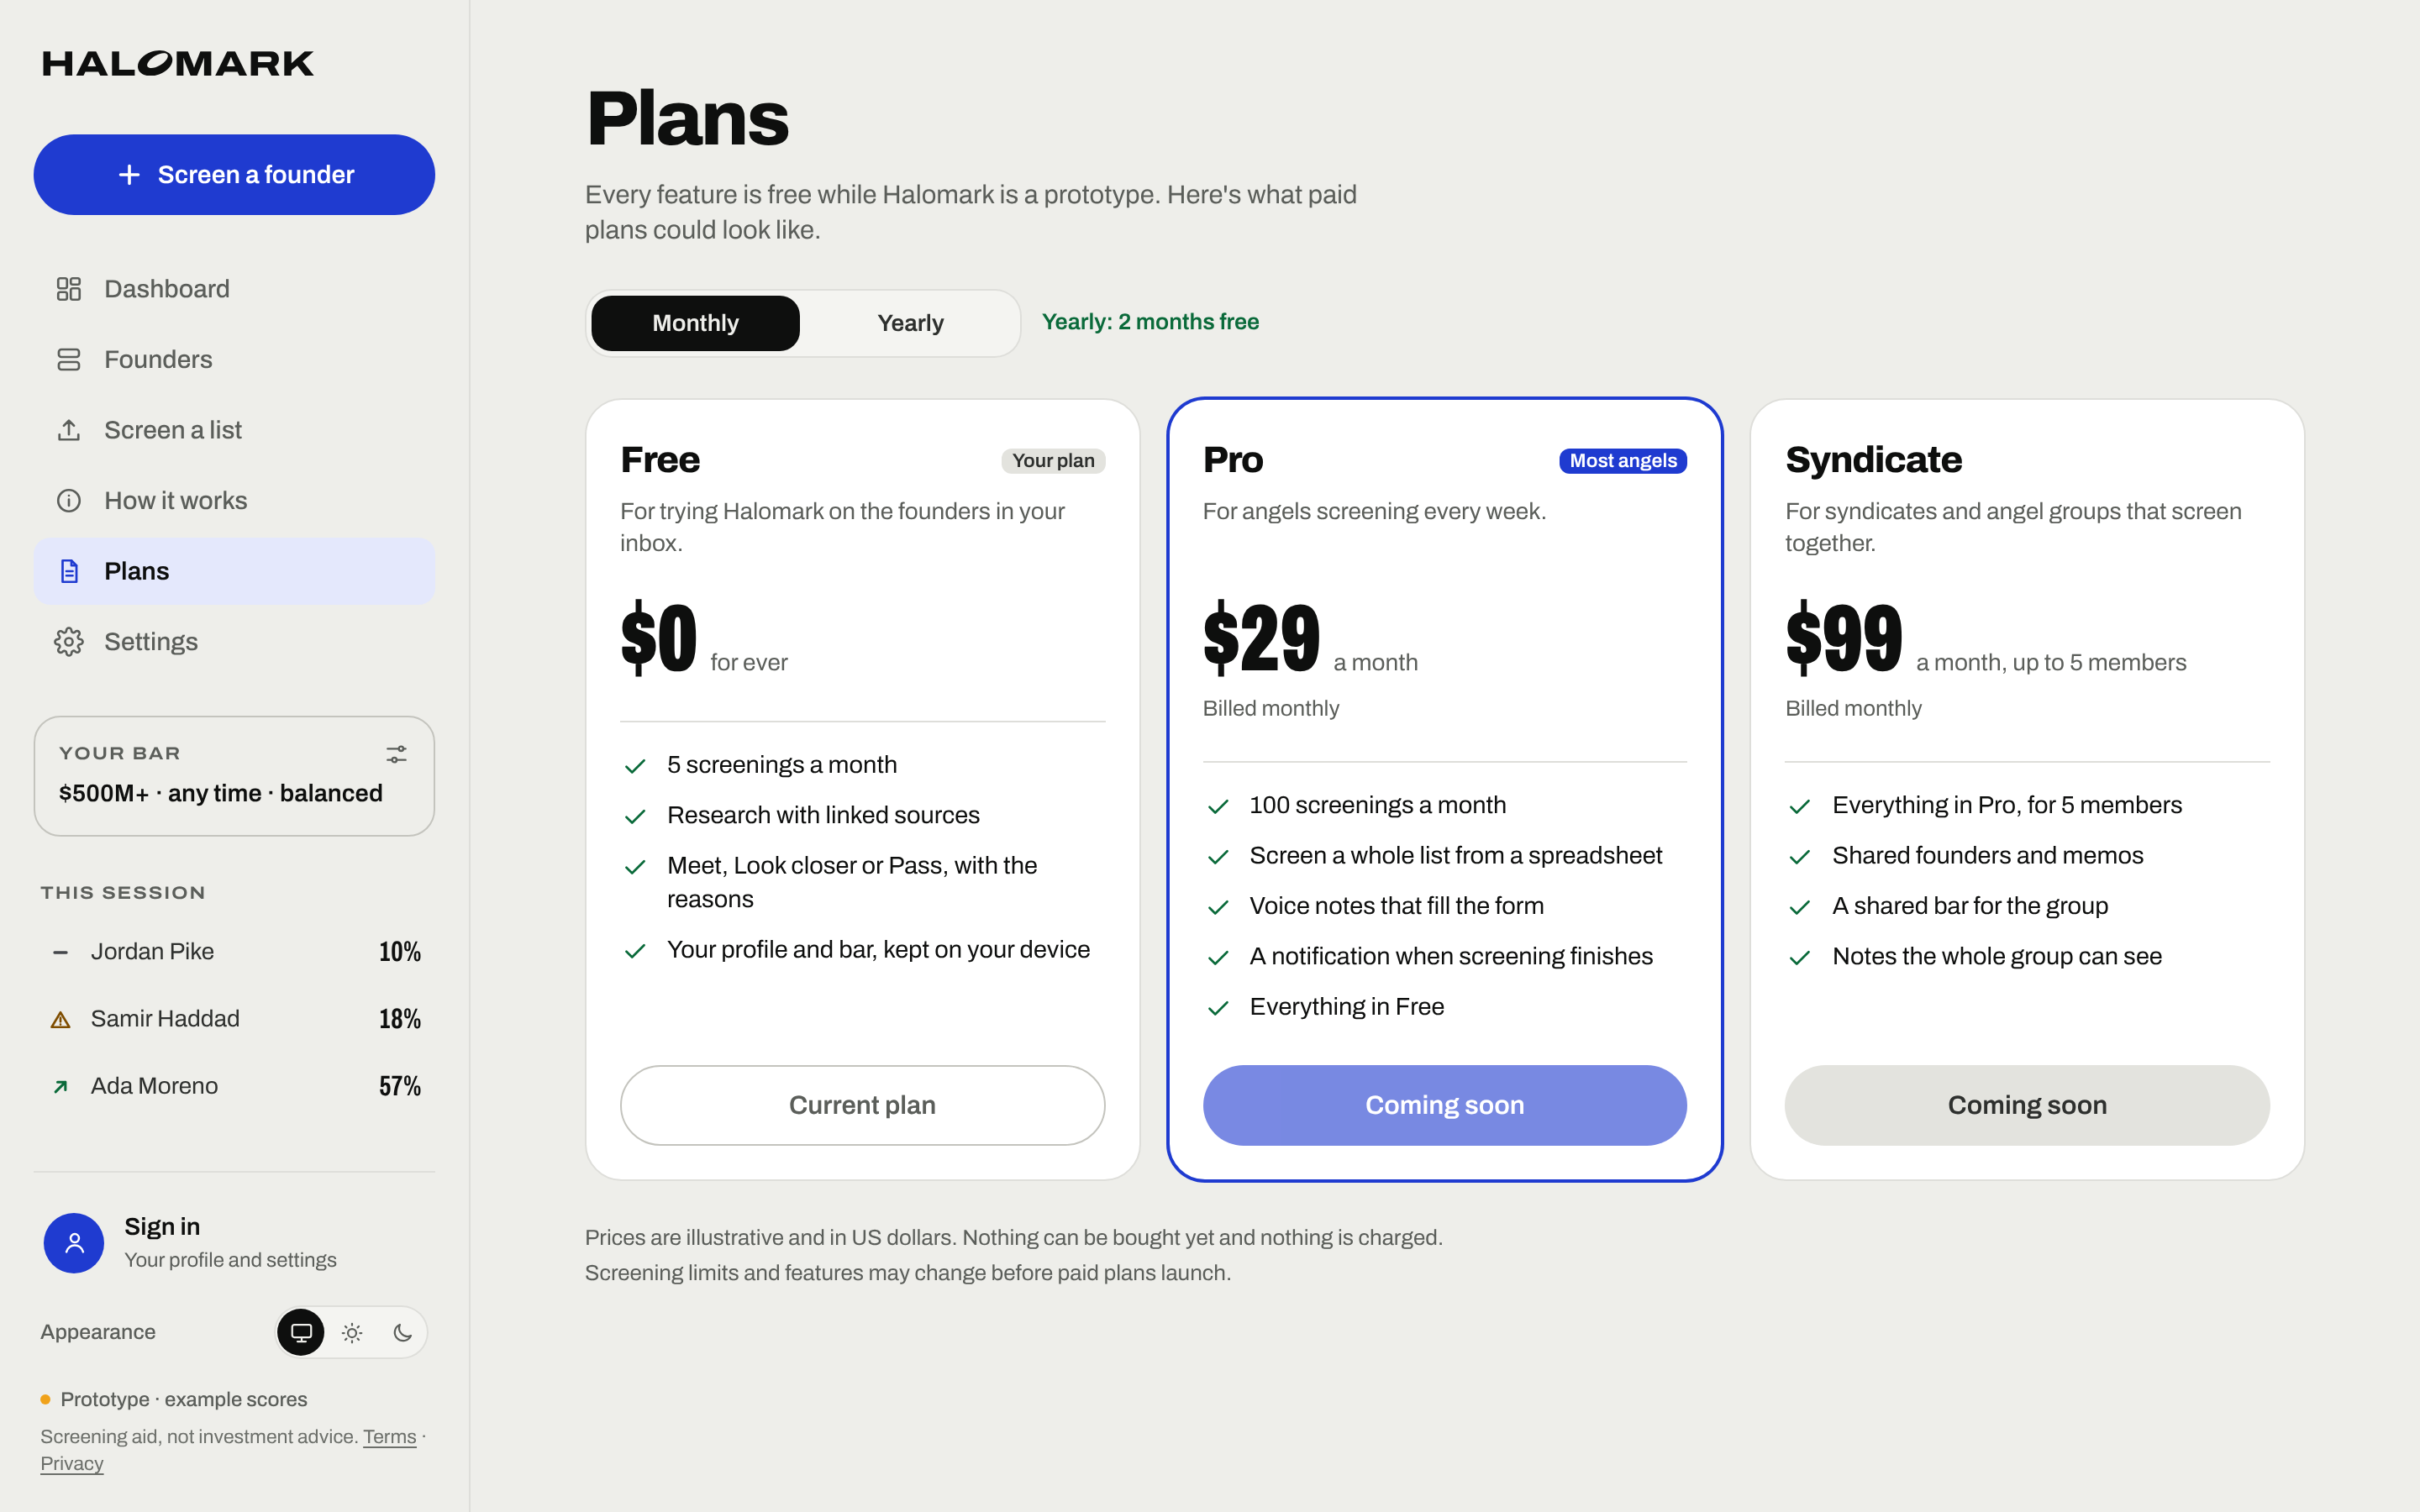 HALOMARK
Screen a founder
Dashboard
Founders
Screen a list
How it works
Plans
Settings
YOUR BAR
$500M+ · any time · balanced
THIS SESSION
Jordan Pike 10%
Samir Haddad 18%
Ada Moreno 57%
Sign in
Your profile and settings
Appearance
Prototype · example scores
Screening aid, not investment advice. Terms ·
Privacy
Plans
Every feature is free while Halomark is a prototype. Here's what paid
plans could look like.
Monthly Yearly Yearly: 2 months free
Free Your plan
For trying Halomark on the founders in your
inbox.
$0 for ever
5 screenings a month
Research with linked sources
Meet, Look closer or Pass, with the
reasons
Your profile and bar, kept on your device
Current plan
Pro Most angels
For angels screening every week.
$29 a month
Billed monthly
100 screenings a month
Screen a whole list from a spreadsheet
Voice notes that fill the form
A notification when screening finishes
Everything in Free
Coming soon
Syndicate
For syndicates and angel groups that screen
together.
$99 a month, up to 5 members
Billed monthly
Everything in Pro, for 5 members
Shared founders and memos
A shared bar for the group
Notes the whole group can see
Coming soon
Prices are illustrative and in US dollars. Nothing can be bought yet and nothing is charged.
Screening limits and features may change before paid plans launch.